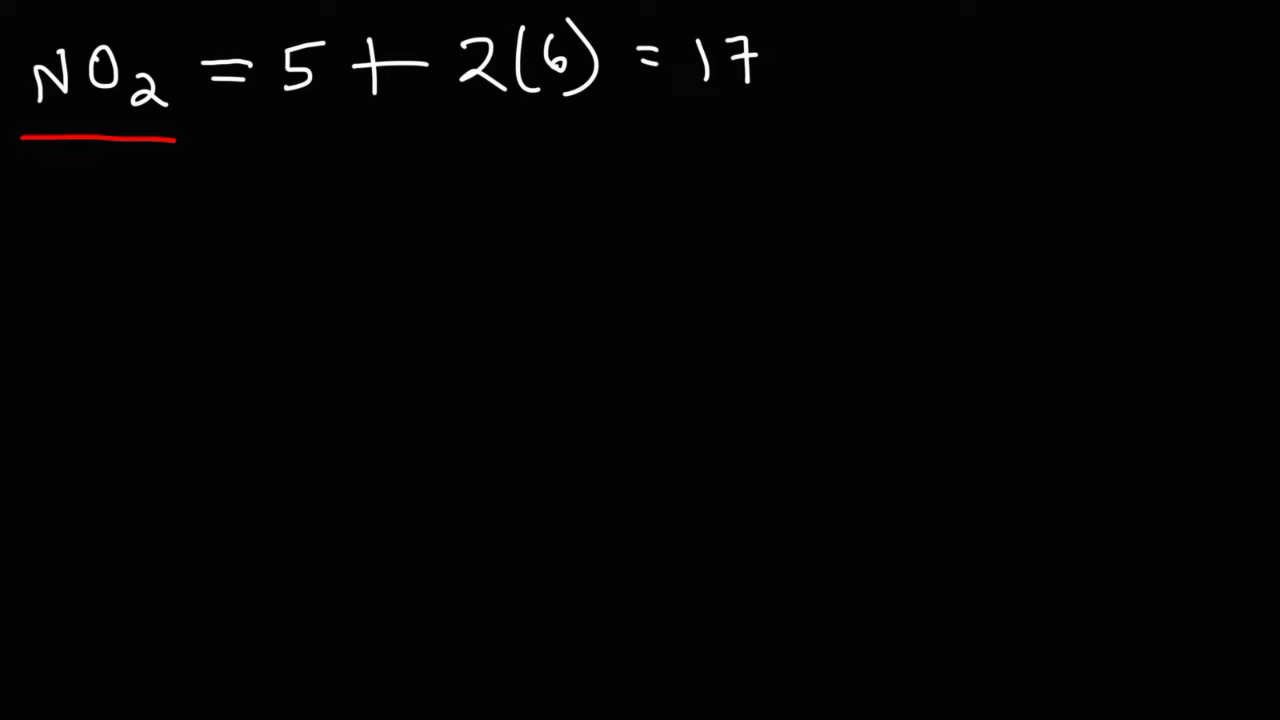 NO₂ = 5 + 2(6) = 17